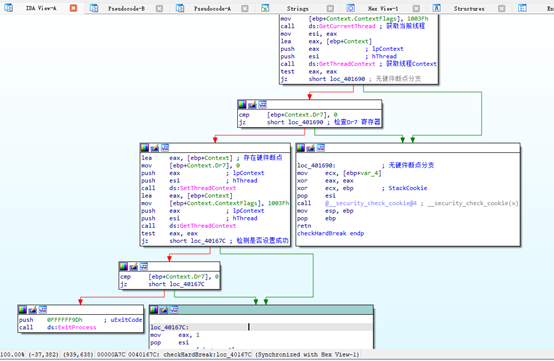 IDA View-A
Pseudocode-B
Pseudocode-A
Strings
Hex View-1
Structures
mov [ebp+Context.ContextFlags], 1003Fh
call ds:GetCurrentThread ; 获取当前线程
mov esi, eax
lea eax, [ebp+Context]
push eax ; lpContext
push esi ; hThread
call ds:GetThreadContext ; 获取线程Context
test eax, eax
jz short loc_401690 ; 无硬件断点分支
cmp [ebp+Context.Dr7], 0
jz short loc_401690 ; 检查Dr7 寄存器
lea eax, [ebp+Context] ; 存在硬件断点
mov [ebp+Context.Dr7], 0
push eax ; lpContext
push esi ; hThread
call ds:SetThreadContext
lea eax, [ebp+Context]
mov [ebp+Context.ContextFlags], 1003Fh
push eax ; lpContext
push esi ; hThread
call ds:GetThreadContext
test eax, eax
jz short loc_40167C ; 检测是否设置成功
loc_401690: ; 无硬件断点分支
mov ecx, [ebp+var_4]
xor eax, eax
xor ecx, ebp ; StackCookie
pop esi
call @__security_check_cookie@4 ; __security_check_cookie(x)
mov esp, ebp
pop ebp
retn
checkHardBreak endp
cmp [ebp+Context.Dr7], 0
jz short loc_40167C
push 0FFFFFF9Dh ; uExitCode
call ds:ExitProcess
loc_40167C:
mov eax, 1
pop esi
100.00% (-37,382) (939,638) 00000A7C 0040167C: checkHardBreak:loc_40167C (Synchronized with Hex View-1)